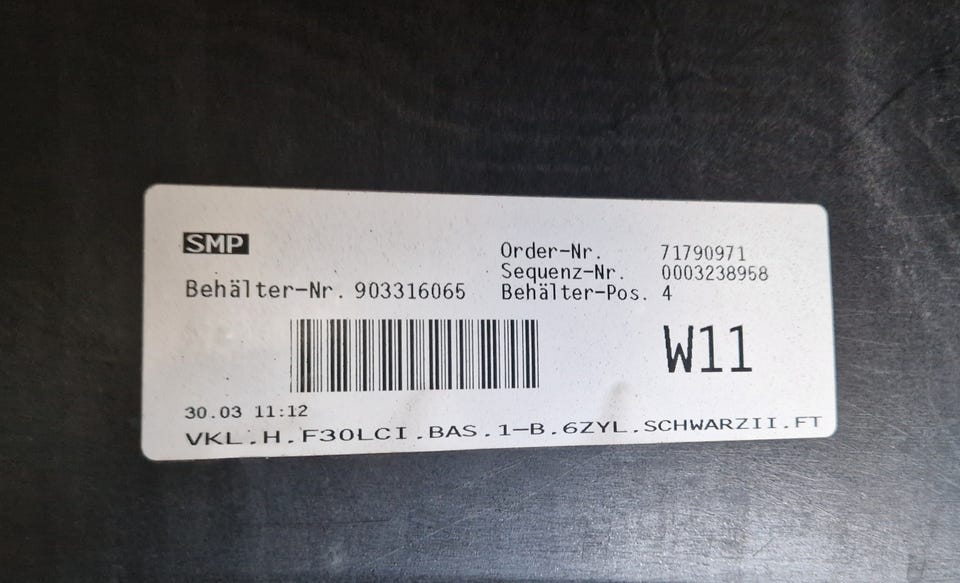 SMP
Order-Nr. 71790971
Sequenz-Nr. 0003238958
Behälter-Nr. 903316065
Behälter-Pos. 4
W11
30.03 11:12
VKL.H.F30LCI.BAS.1-B.6ZYL.SCHWARZII.FT